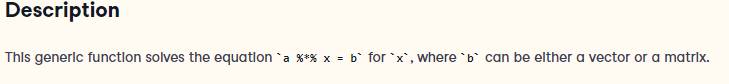 Description
This generic function solves the equation `a %*% x = b` for `x`, where `b` can be either a vector or a matrix.